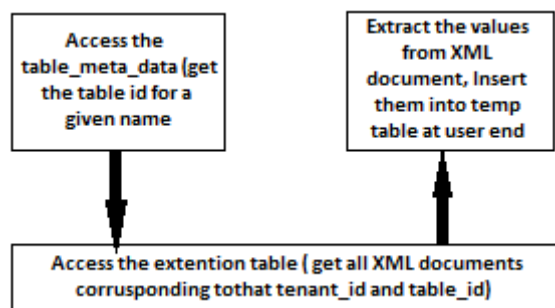 Access the
table_meta_data (get
the table id for a
given name
Extract the values
from XML
document, Insert
them into temp
table at user end
Access the extention table ( get all XML documents
corrusponding tothat tenant_id and table_id)